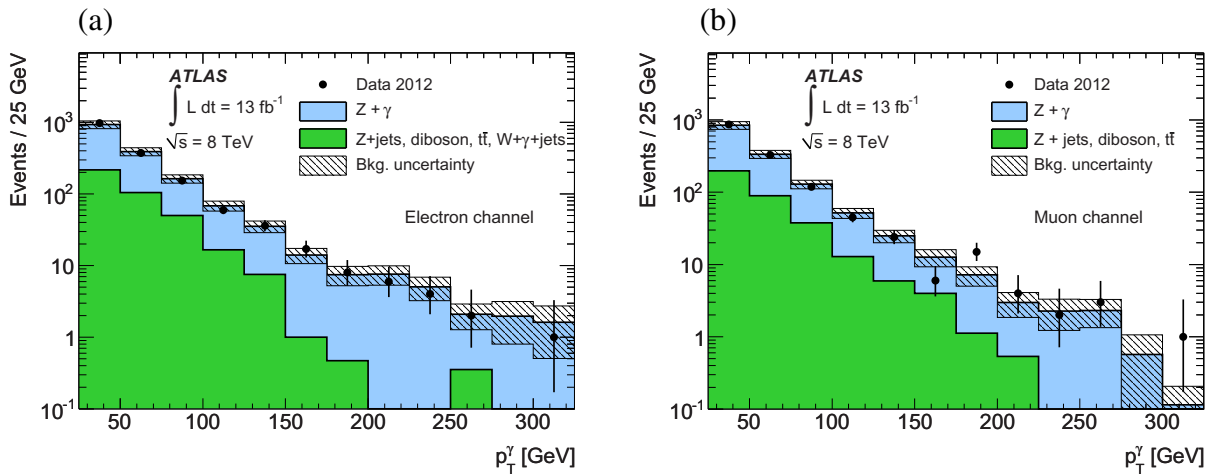 (a)
Events / 25 GeV
10³
10²
10
1
10⁻¹
ATLAS
∫ L dt = 13 fb⁻¹
√s = 8 TeV
Data 2012
Z + γ
Z+jets, diboson, tt̄, W+γ+jets
Bkg. uncertainty
Electron channel
50 100 150 200 250 300
p_T^γ [GeV]
(b)
Events / 25 GeV
10³
10²
10
1
10⁻¹
ATLAS
∫ L dt = 13 fb⁻¹
√s = 8 TeV
Data 2012
Z + γ
Z + jets, diboson, tt̄
Bkg. uncertainty
Muon channel
50 100 150 200 250 300
p_T^γ [GeV]